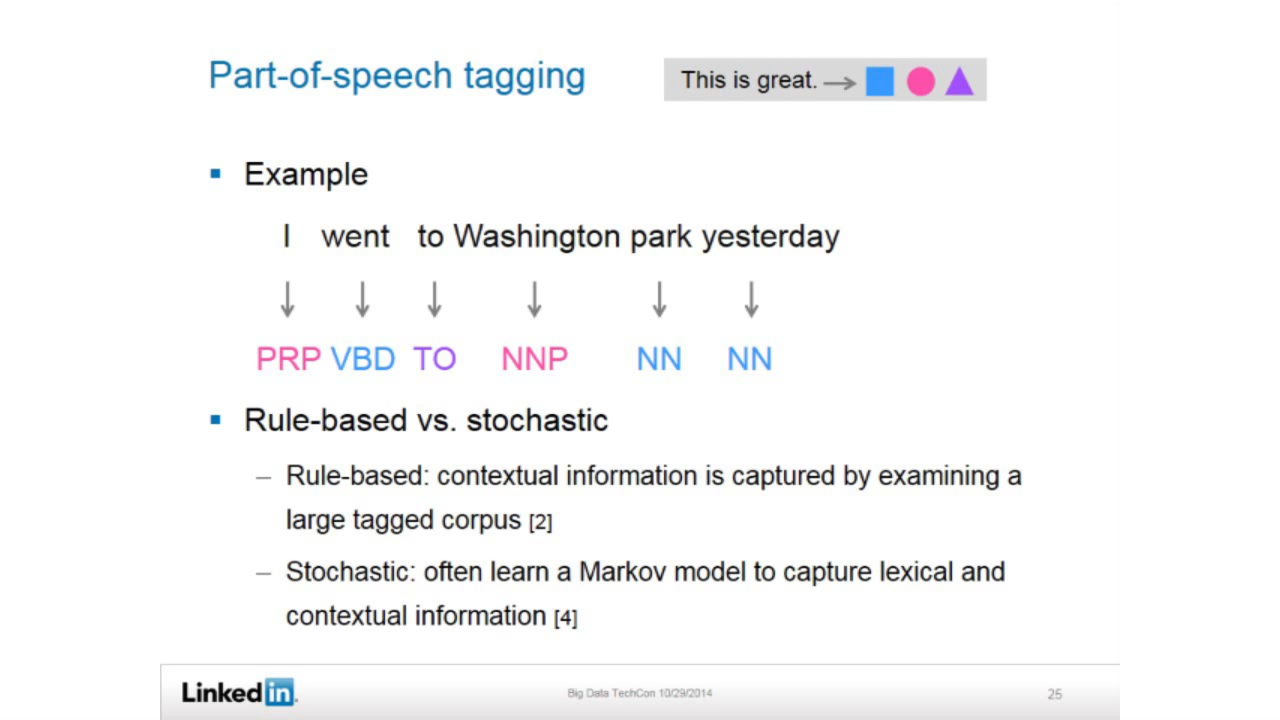 Part-of-speech tagging
This is great.
Example
I went to Washington park yesterday
PRP VBD TO NNP NN NN
Rule-based vs. stochastic
– Rule-based: contextual information is captured by examining a
large tagged corpus [2]
– Stochastic: often learn a Markov model to capture lexical and
contextual information [4]
Linked in.
Big Data TechCon 10/29/2014
25